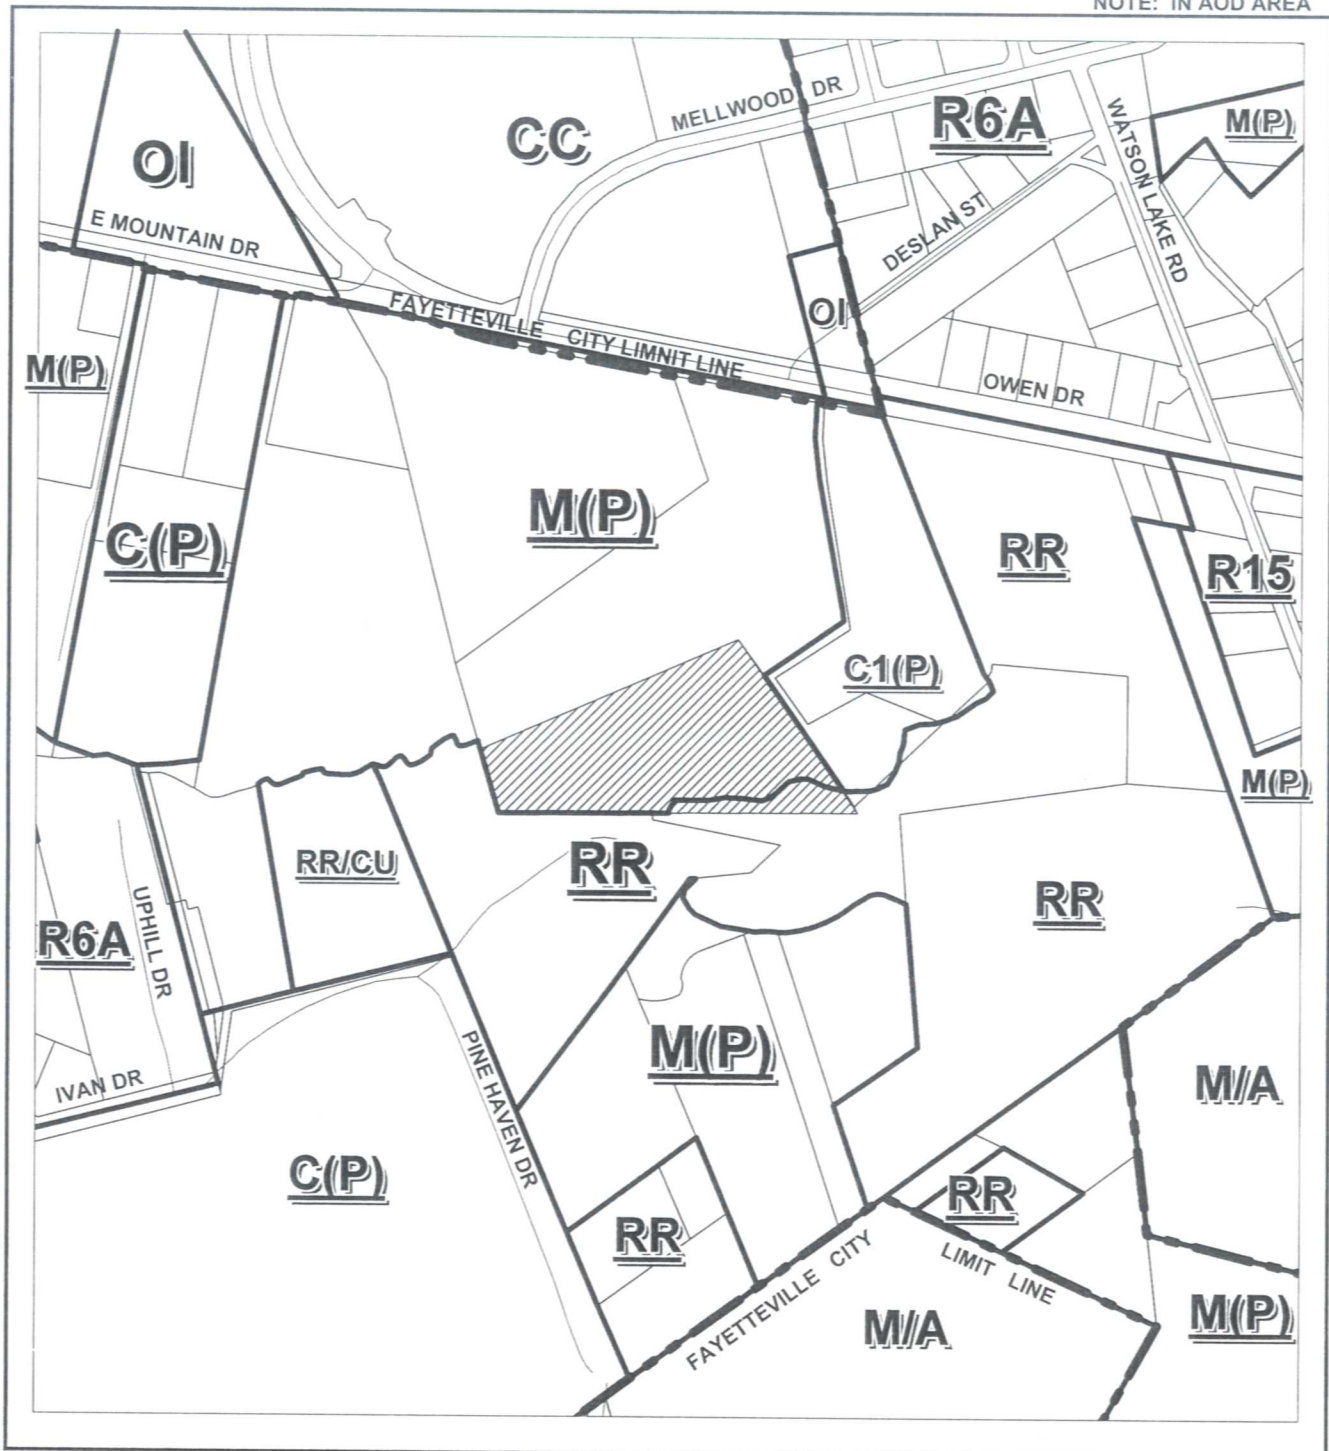 NOTE: IN AOD AREA
OI
CC
MELLWOOD DR
R6A
WATSON LAKE RD
M(P)
E MOUNTAIN DR
DESLAN ST
OI
FAYETTEVILLE CITY LIMNIT LINE
OWEN DR
M(P)
C(P)
M(P)
RR
R15
C1(P)
M(P)
RR/CU
RR
RR
R6A
UPHILL DR
IVAN DR
PINE HAVEN DR
M(P)
M/A
C(P)
RR
RR
FAYETTEVILLE CITY
LIMIT LINE
M/A
M(P)